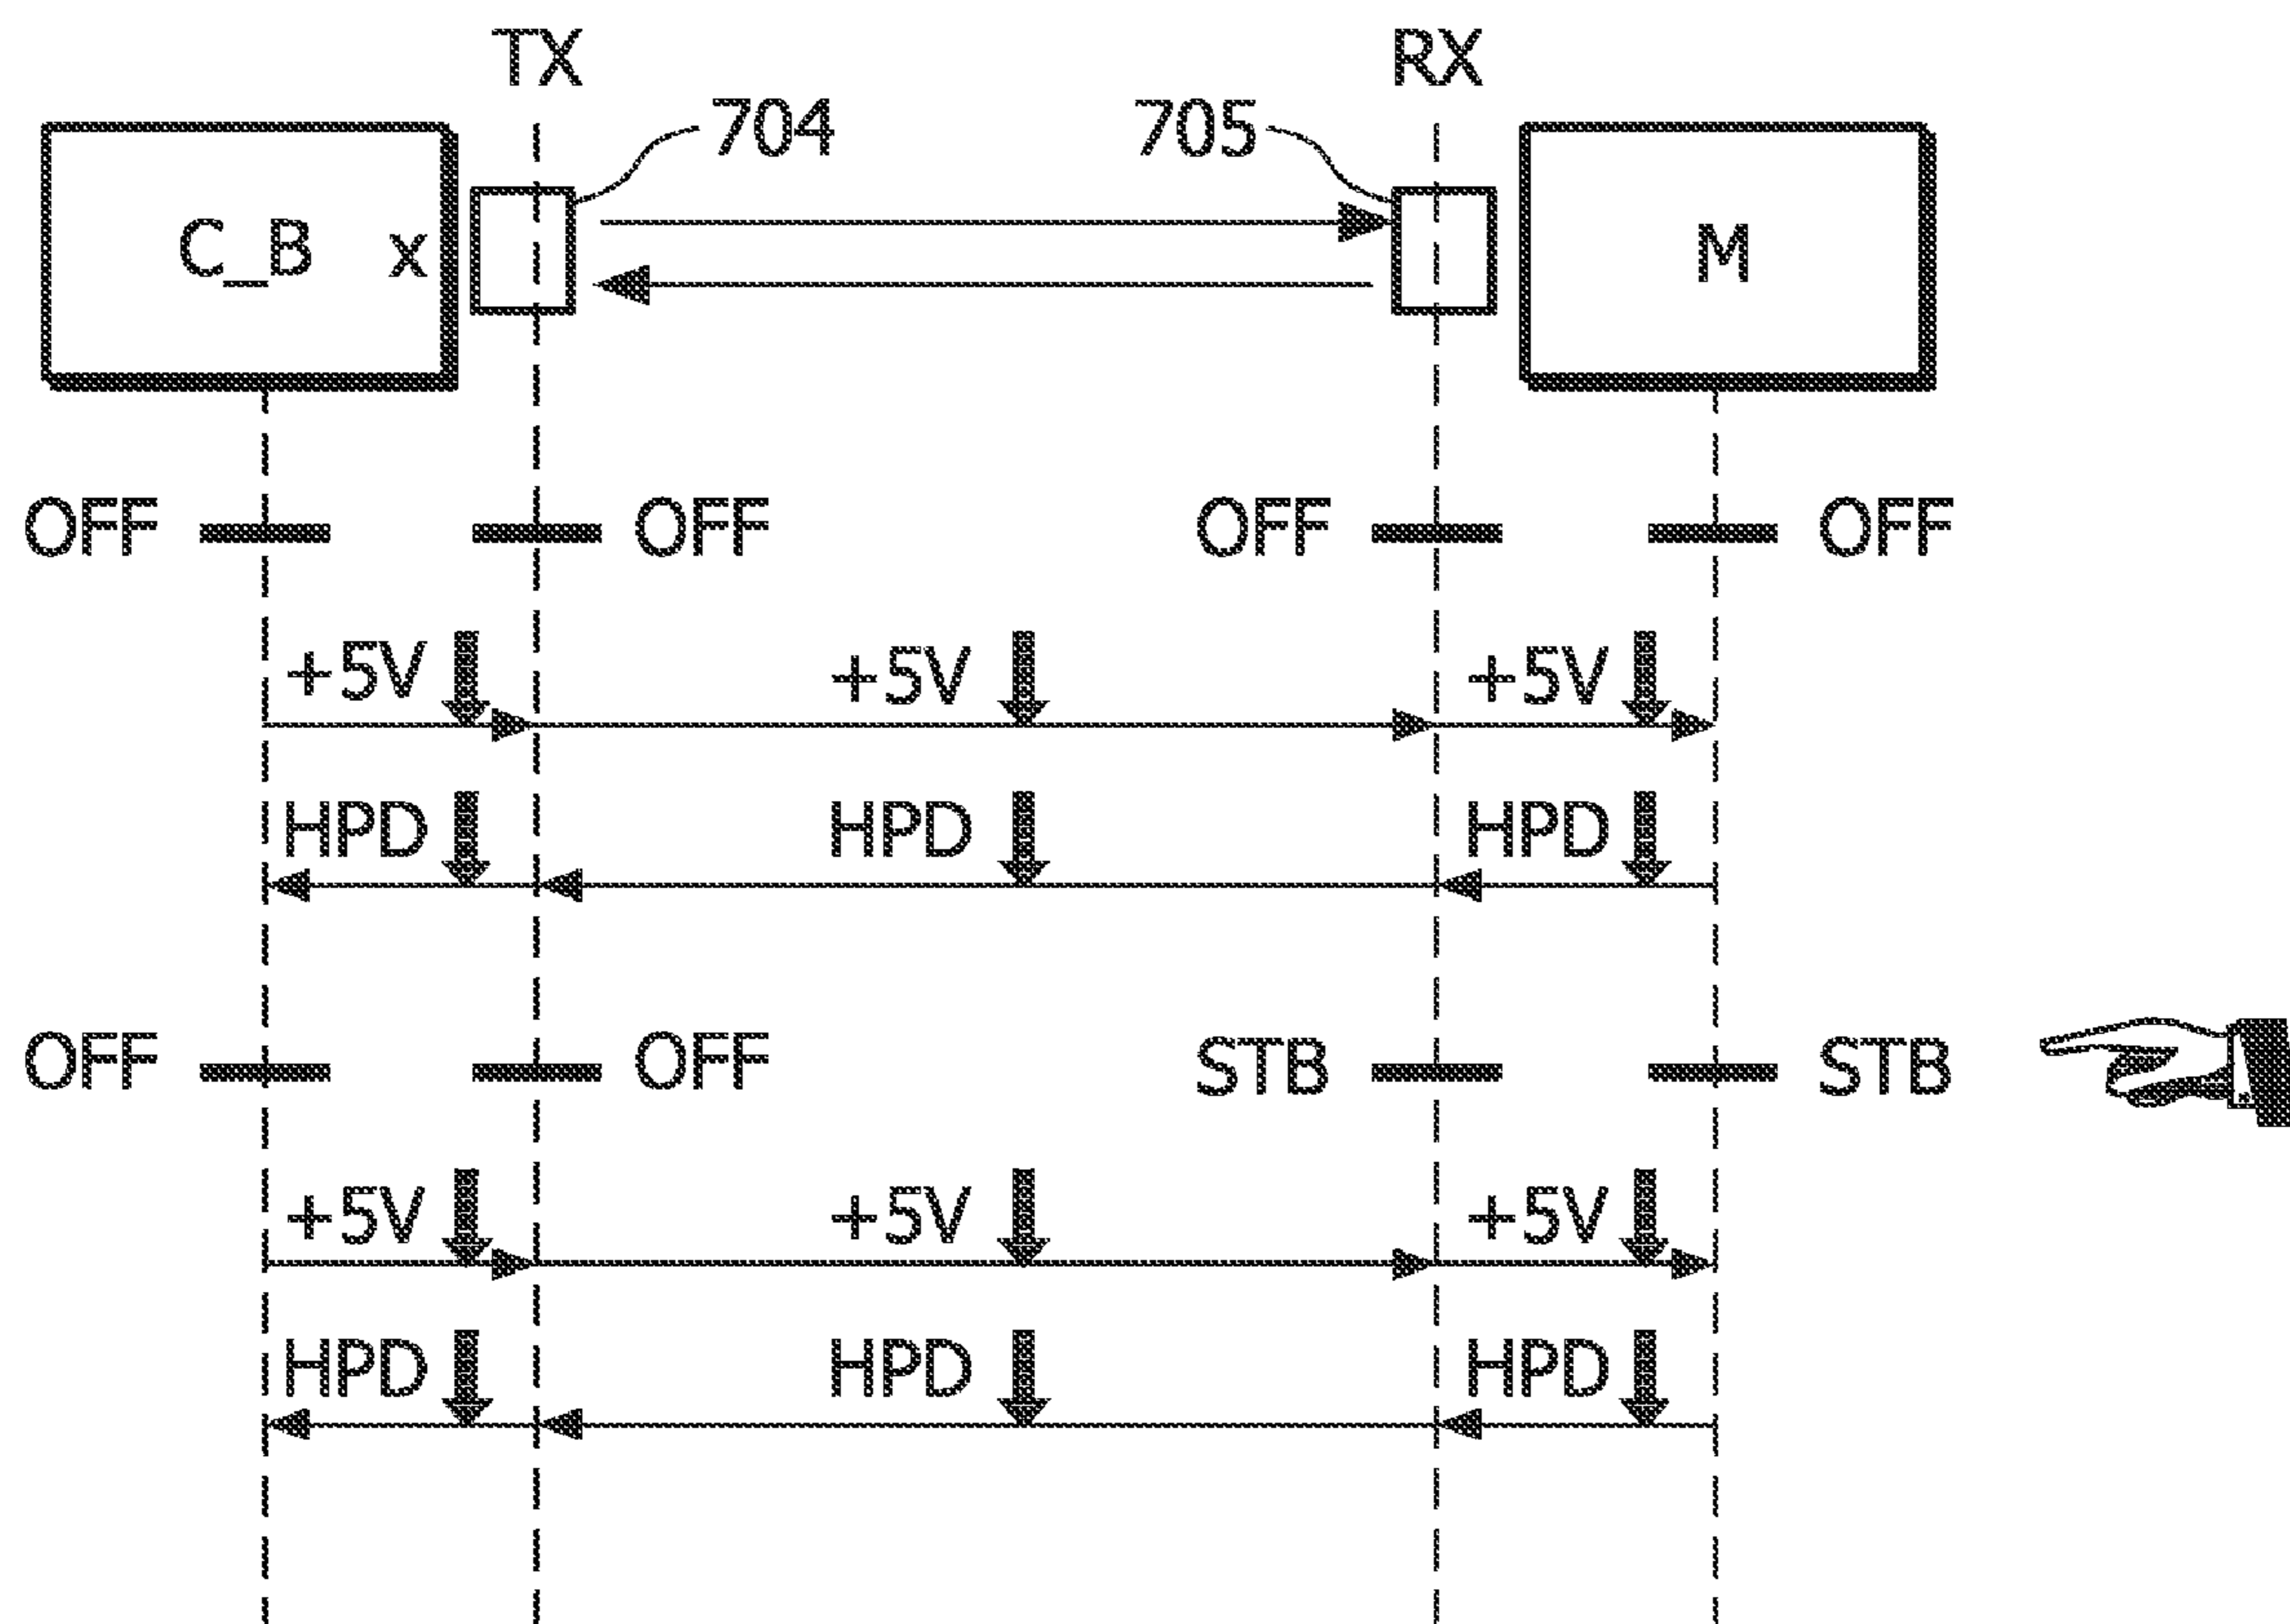 TX RX
704 705
C_B x M
OFF OFF OFF OFF
+5V +5V +5V
HPD HPD HPD
OFF OFF STB STB
+5V +5V +5V
HPD HPD HPD